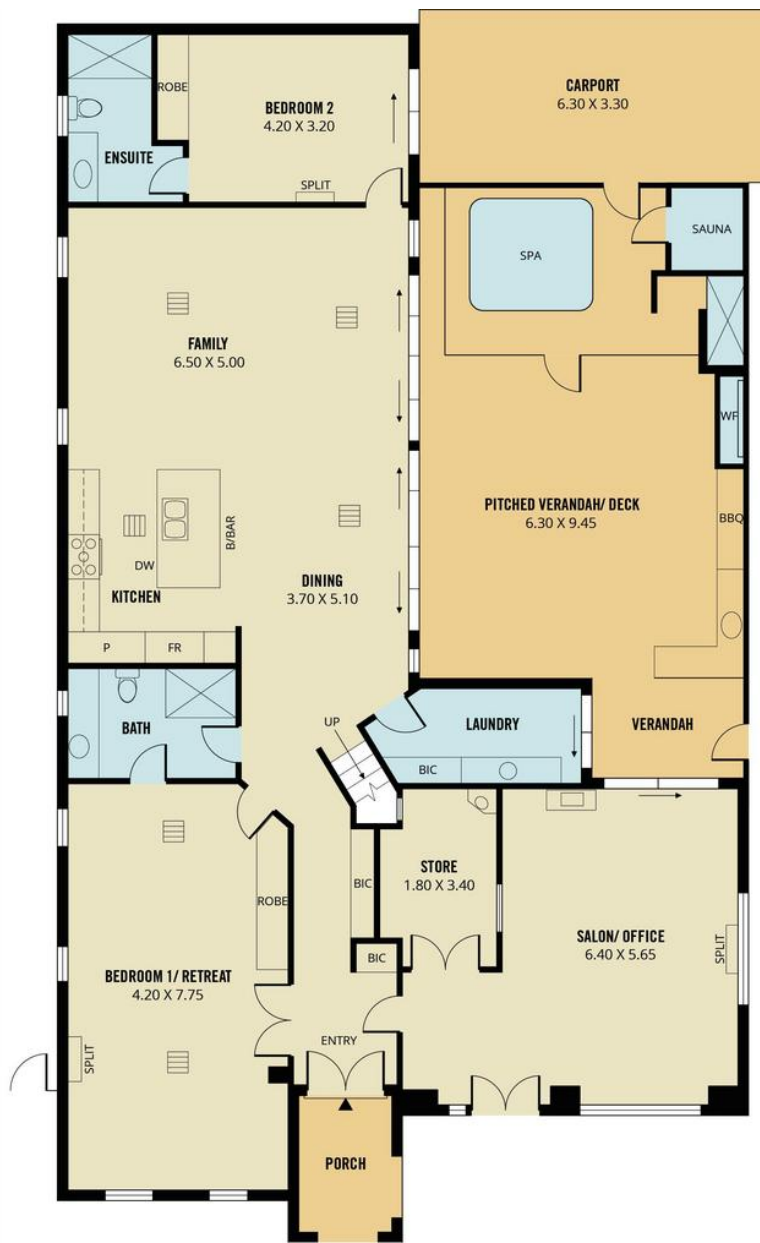 CARPORT
6.30 X 3.30
ROBE
BEDROOM 2
4.20 X 3.20
ENSUITE
SPLIT
SPA
SAUNA
FAMILY
6.50 X 5.00
WF
PITCHED VERANDAH/ DECK
6.30 X 9.45
BBQ
B/BAR
DW
KITCHEN
DINING
3.70 X 5.10
P
FR
BATH
UP
LAUNDRY
VERANDAH
BIC
STORE
1.80 X 3.40
BIC
ROBE
SALON/ OFFICE
6.40 X 5.65
SPLIT
BIC
BEDROOM 1/ RETREAT
4.20 X 7.75
ENTRY
SPLIT
PORCH